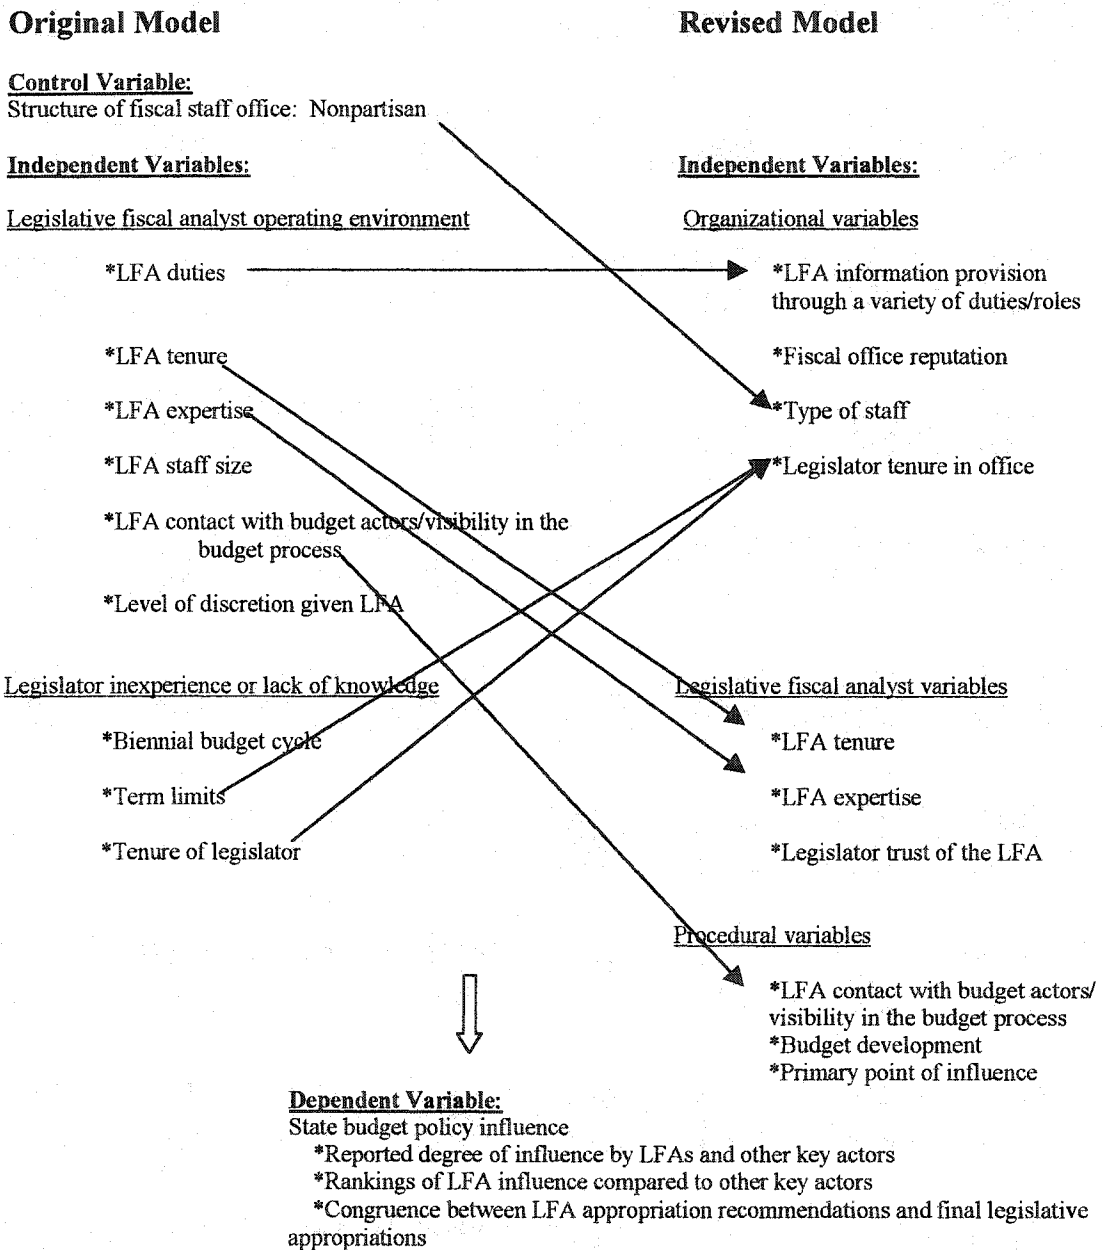 Original Model
Control Variable:
Structure of fiscal staff office: Nonpartisan
Independent Variables:
Legislative fiscal analyst operating environment
*LFA duties
*LFA tenure
*LFA expertise
*LFA staff size
*LFA contact with budget actors/visibility in the
budget process
*Level of discretion given LFA
Legislator inexperience or lack of knowledge
*Biennial budget cycle
*Term limits
*Tenure of legislator
Revised Model
Independent Variables:
Organizational variables
*LFA information provision
through a variety of duties/roles
*Fiscal office reputation
*Type of staff
*Legislator tenure in office
Legislative fiscal analyst variables
*LFA tenure
*LFA expertise
*Legislator trust of the LFA
Procedural variables
*LFA contact with budget actors/
visibility in the budget process
*Budget development
*Primary point of influence
Dependent Variable:
State budget policy influence
*Reported degree of influence by LFAs and other key actors
*Rankings of LFA influence compared to other key actors
*Congruence between LFA appropriation recommendations and final legislative
appropriations